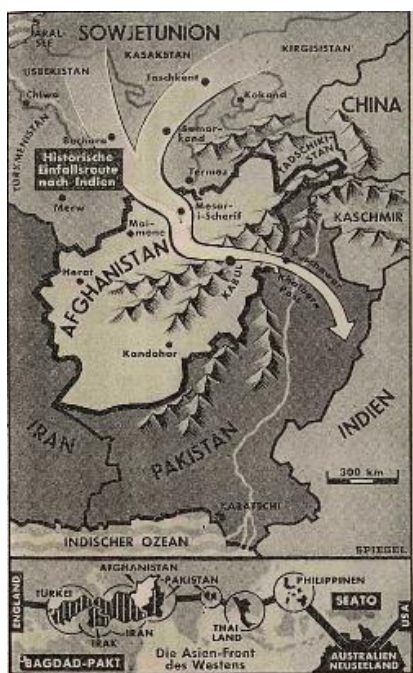 ARAL-
SEE
SOWJETUNION
KASAKSTAN
KIRGISISTAN
USBEKISTAN
Taschkent
Chiwa
Kokand
CHINA
TURKMENISTAN
Buchara
Samar-
kand
TADSCHIKI-
STAN
Historische
Einfallsroute
nach Indien
Termez
KASCHMIR
Merw
Mesar-
i-Scherif
Mai-
mene
AFGHANISTAN
Herat
KABUL
Peschawar
Khaibar-
Pass
Kandahar
INDIEN
IRAN
PAKISTAN
300 km
KARATSCHI
INDISCHER OZEAN
SPIEGEL
AFGHANISTAN
ENGLAND
TÜRKEI
PAKISTAN
PHILIPPINEN
SEATO
USA
IRAN
IRAK
THAI-
LAND
BAGDAD-PAKT
Die Asien-Front
des Westens
AUSTRALIEN
NEUSEELAND